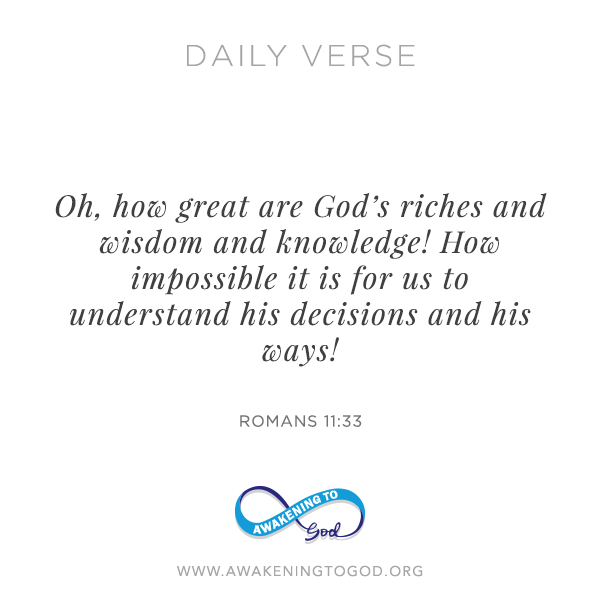 DAILY VERSE
Oh, how great are God’s riches and
wisdom and knowledge! How
impossible it is for us to
understand his decisions and his
ways!
ROMANS 11:33
AWAKENING TO
God
WWW.AWAKENINGTOGOD.ORG